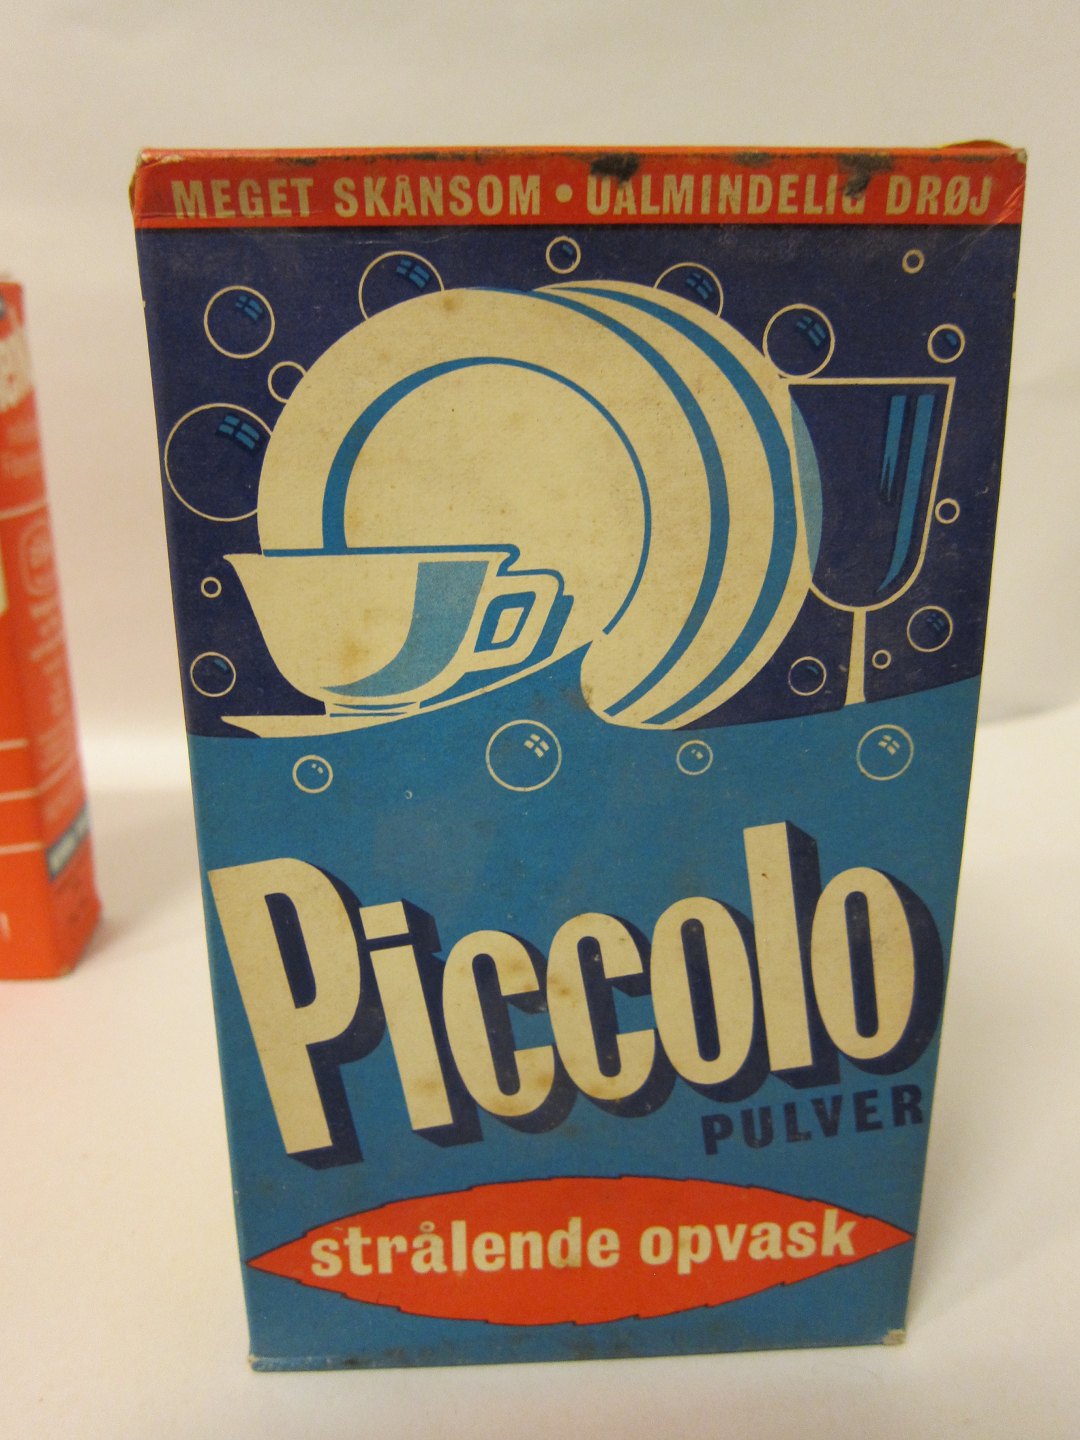 MEGET SKÅNSOM • UALMINDELIG DRØJ
Piccolo
PULVER
strålende opvask